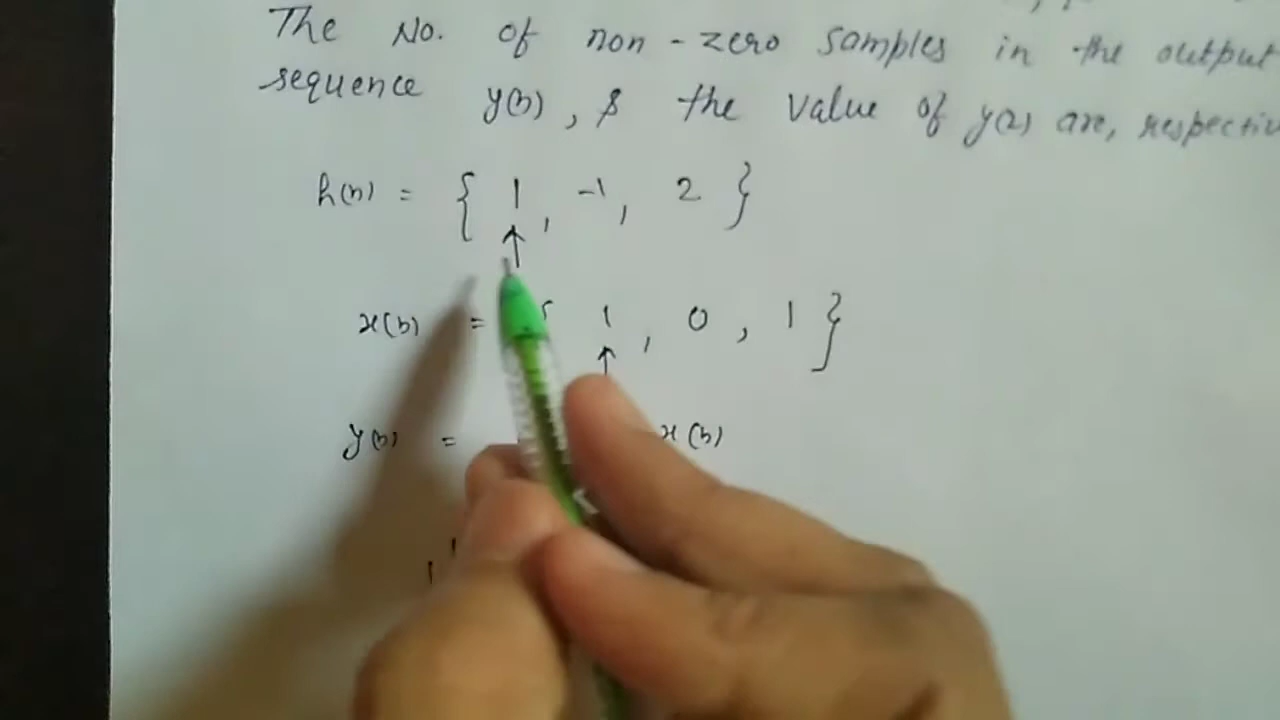 The No. of non-zero samples in the output
sequence y(n), & the value of y(2) are,
h(n) = { 1, -1, 2 }
↑
x(n) = { 1, 0, 1 }
↑
y(n) = x(n)